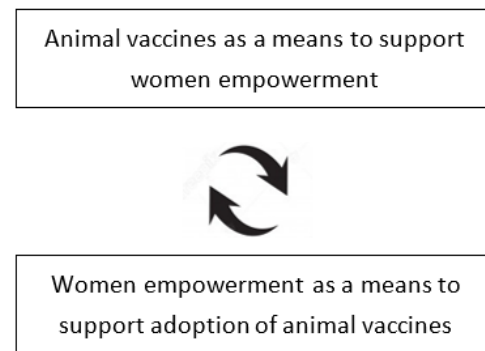 Animal vaccines as a means to support
women empowerment
Women empowerment as a means to
support adoption of animal vaccines